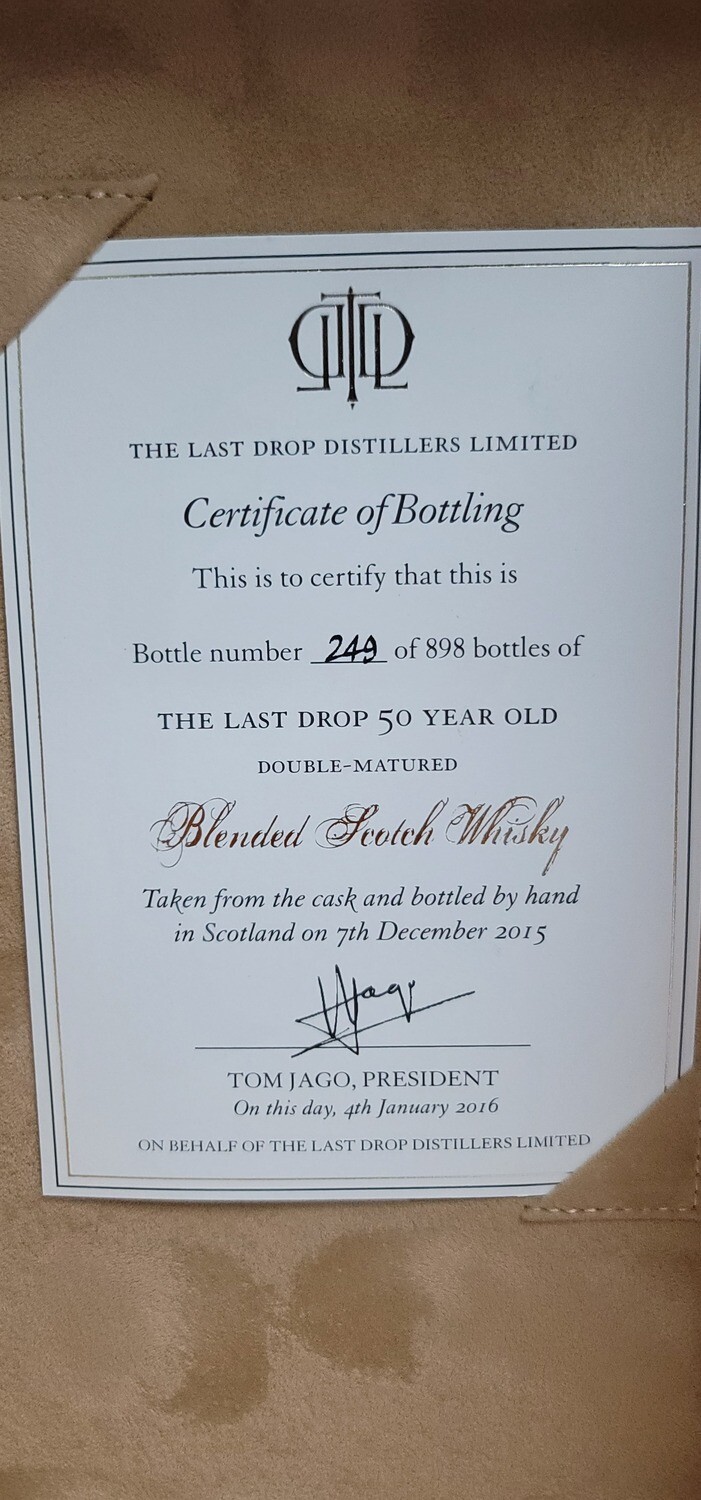 THE LAST DROP DISTILLERS LIMITED
Certificate of Bottling
This is to certify that this is
Bottle number 249 of 898 bottles of
THE LAST DROP 50 YEAR OLD
DOUBLE-MATURED
Blended Scotch Whisky
Taken from the cask and bottled by hand
in Scotland on 7th December 2015
TJago
TOM JAGO, PRESIDENT
On this day, 4th January 2016
ON BEHALF OF THE LAST DROP DISTILLERS LIMITED